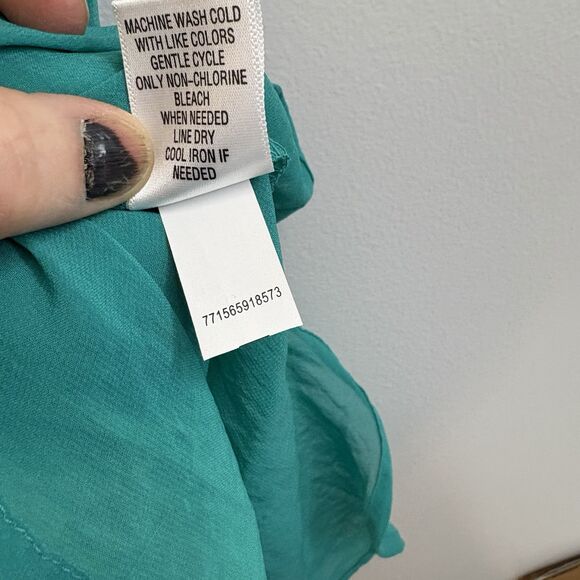 MACHINE WASH COLD
WITH LIKE COLORS
GENTLE CYCLE
ONLY NON-CHLORINE
BLEACH
WHEN NEEDED
LINE DRY
COOL IRON IF
NEEDED
771565918573